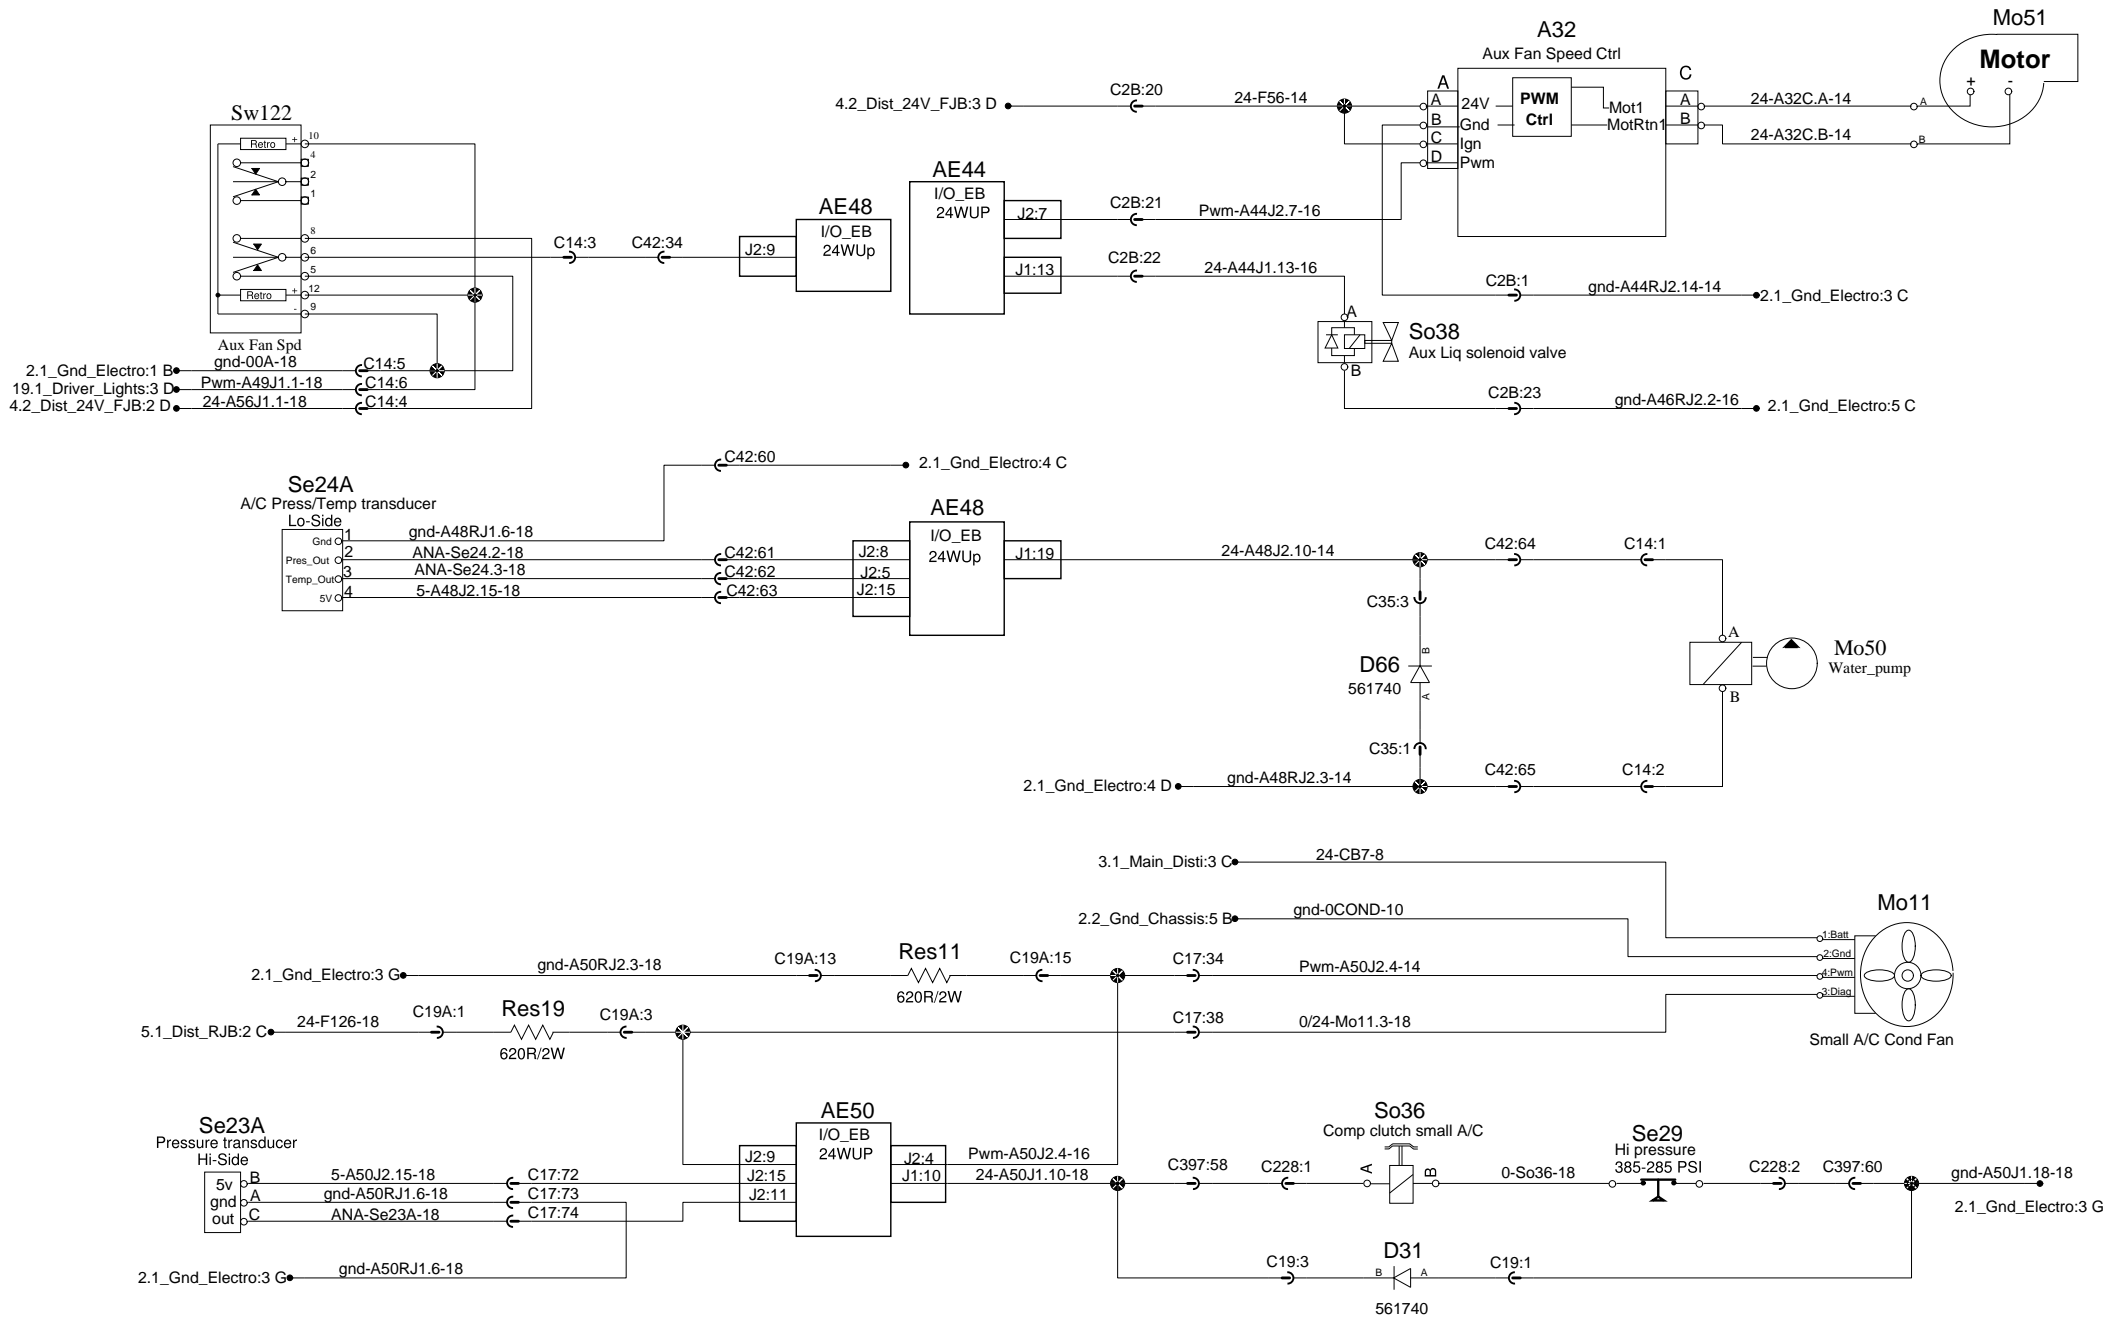 Mo51
Motor
+ -
A32
Aux Fan Speed Ctrl
A
C
A 24V
B Gnd
C Ign
D Pwm
PWM
Ctrl
Mot1
MotRtn1
A
B
24-A32C.A-14
A
24-A32C.B-14
B
4.2_Dist_24V_FJB:3 D
C2B:20
24-F56-14
Sw122
Retro + 10
4
2
1
8
6
5
Retro + 12
- 9
Aux Fan Spd
C14:3
C42:34
AE48
I/O_EB
24WUp
J2:9
AE44
I/O_EB
24WUP
J2:7
J1:13
C2B:21
Pwm-A44J2.7-16
C2B:22
24-A44J1.13-16
C2B:1
gnd-A44RJ2.14-14
2.1_Gnd_Electro:3 C
A
So38
Aux Liq solenoid valve
B
C2B:23
gnd-A46RJ2.2-16
2.1_Gnd_Electro:5 C
2.1_Gnd_Electro:1 B
gnd-00A-18
C14:5
19.1_Driver_Lights:3 D
Pwm-A49J1.1-18
C14:6
4.2_Dist_24V_FJB:2 D
24-A56J1.1-18
C14:4
C42:60
2.1_Gnd_Electro:4 C
Se24A
A/C Press/Temp transducer
Lo-Side
Gnd 1
Pres_Out 2
Temp_Out 3
5V 4
gnd-A48RJ1.6-18
ANA-Se24.2-18
ANA-Se24.3-18
5-A48J2.15-18
C42:61
C42:62
C42:63
AE48
I/O_EB
24WUp
J2:8
J2:5
J2:15
J1:19
24-A48J2.10-14
C42:64
C14:1
C35:3
B
D66
561740
A
C35:1
A
Mo50
Water_pump
B
2.1_Gnd_Electro:4 D
gnd-A48RJ2.3-14
C42:65
C14:2
3.1_Main_Disti:3 C
24-CB7-8
2.2_Gnd_Chassis:5 B
gnd-0COND-10
Mo11
1:Batt
2:Gnd
4:Pwm
3:Diag
Small A/C Cond Fan
2.1_Gnd_Electro:3 G
gnd-A50RJ2.3-18
C19A:13
Res11
620R/2W
C19A:15
C17:34
Pwm-A50J2.4-14
5.1_Dist_RJB:2 C
24-F126-18
C19A:1
Res19
620R/2W
C19A:3
C17:38
0/24-Mo11.3-18
Se23A
Pressure transducer
Hi-Side
5v B
gnd A
out C
5-A50J2.15-18
gnd-A50RJ1.6-18
ANA-Se23A-18
C17:72
C17:73
C17:74
AE50
I/O_EB
24WUP
J2:9
J2:15
J2:11
J2:4
J1:10
Pwm-A50J2.4-16
24-A50J1.10-18
C397:58
C228:1
So36
Comp clutch small A/C
A
B
0-So36-18
Se29
Hi pressure
385-285 PSI
C228:2
C397:60
gnd-A50J1.18-18
2.1_Gnd_Electro:3 G
2.1_Gnd_Electro:3 G
gnd-A50RJ1.6-18
C19:3
D31
B A
561740
C19:1